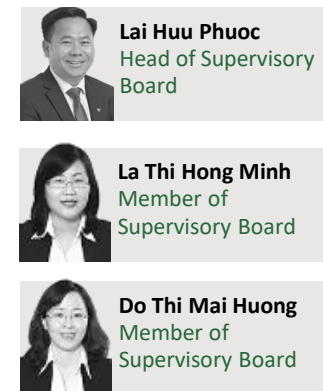 Lai Huu Phuoc
Head of Supervisory
Board
La Thi Hong Minh
Member of
Supervisory Board
Do Thi Mai Huong
Member of
Supervisory Board